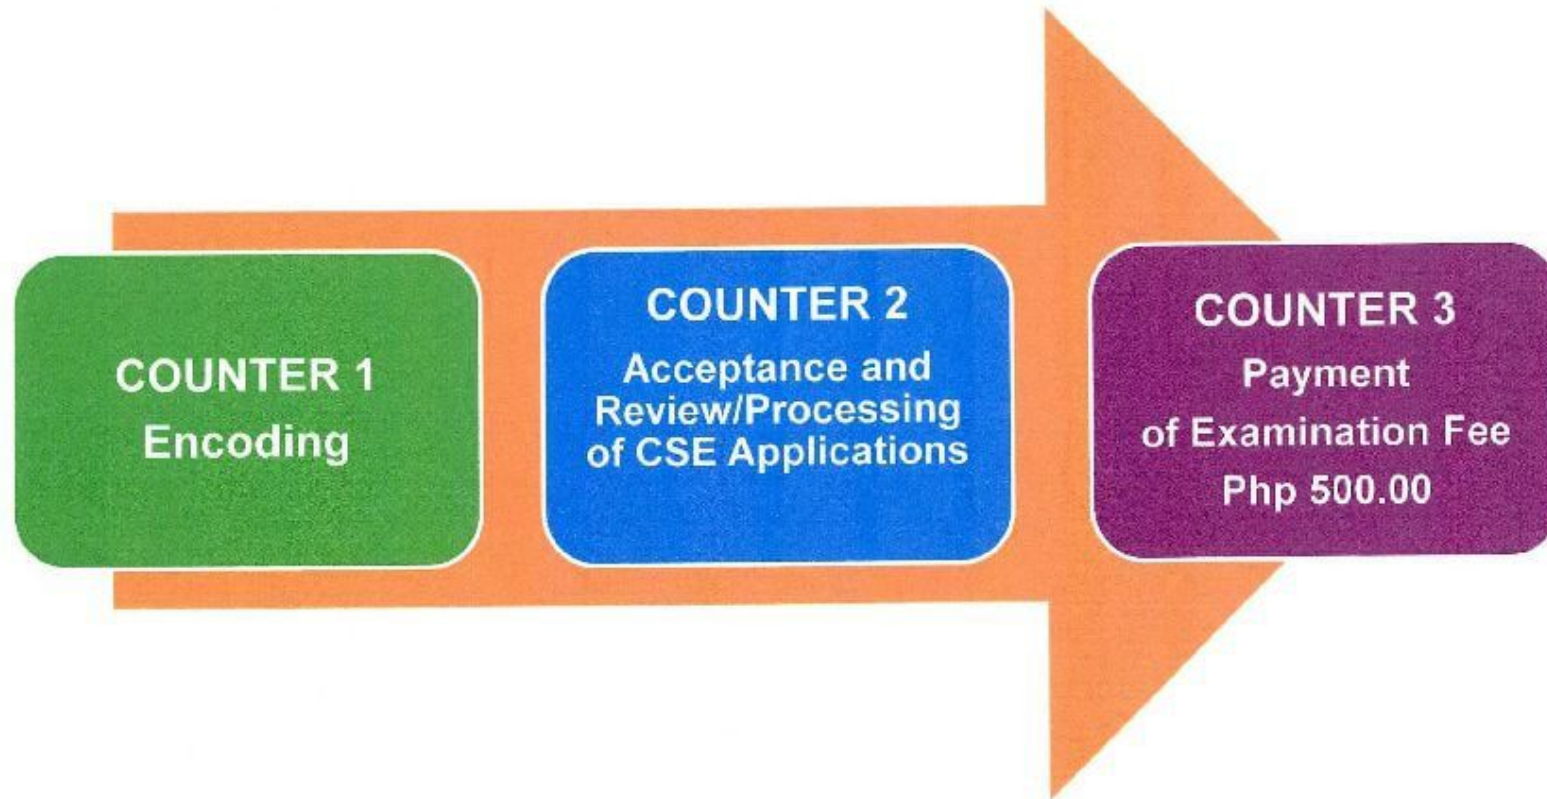 COUNTER 1
Encoding
COUNTER 2
Acceptance and
Review/Processing
of CSE Applications
COUNTER 3
Payment
of Examination Fee
Php 500.00